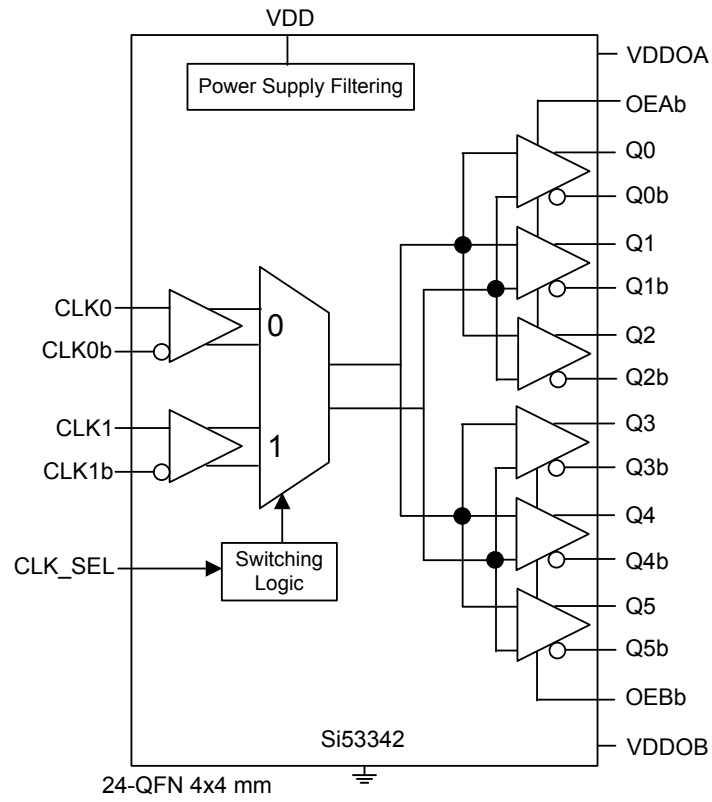 VDD
VDDOA
Power Supply Filtering
OEAb
Q0
Q0b
Q1
Q1b
CLK0
0
CLK0b
Q2
Q2b
CLK1
1
CLK1b
Q3
Q3b
Q4
CLK_SEL
Switching
Logic
Q4b
Q5
Q5b
OEBb
Si53342
VDDOB
24-QFN 4x4 mm